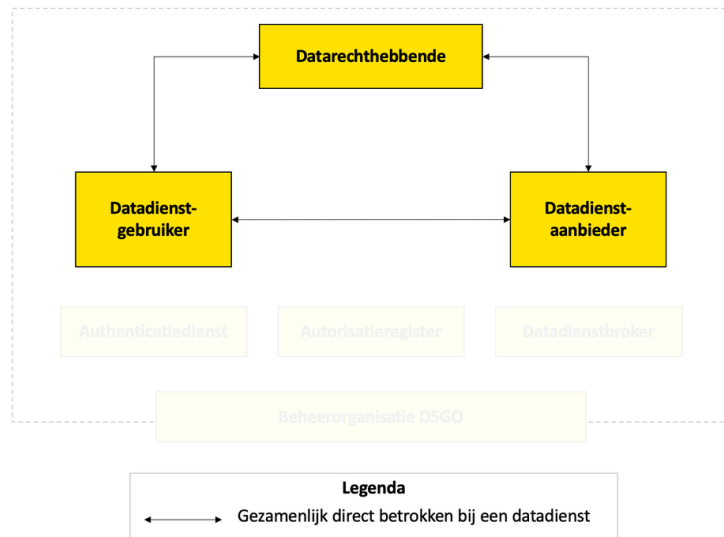 Datarechthebbende
Datadienst-
gebruiker
Datadienst-
aanbieder
Authenticatiedienst
Autorisatieregister
Datadienstbroker
Beheerorganisatie DSGO
Legenda
Gezamenlijk direct betrokken bij een datadienst